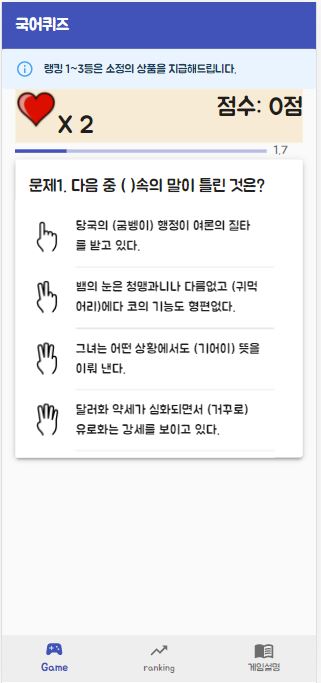 국어퀴즈
랭킹 1~3등은 소정의 상품을 지급해드립니다.
X 2
점수: 0점
1.7
문제1. 다음 중 ( )속의 말이 틀린 것은?
당국의 (굼벵이) 행정이 여론의 질타
를 받고 있다.
뱀의 눈은 청맹과니나 다름없고 (귀먹
어리)에다 코의 기능도 형편없다.
그녀는 어떤 상황에서도 (기어이) 뜻을
이뤄 낸다.
달러화 약세가 심화되면서 (거꾸로)
유로화는 강세를 보이고 있다.
Game
ranking
게임설명